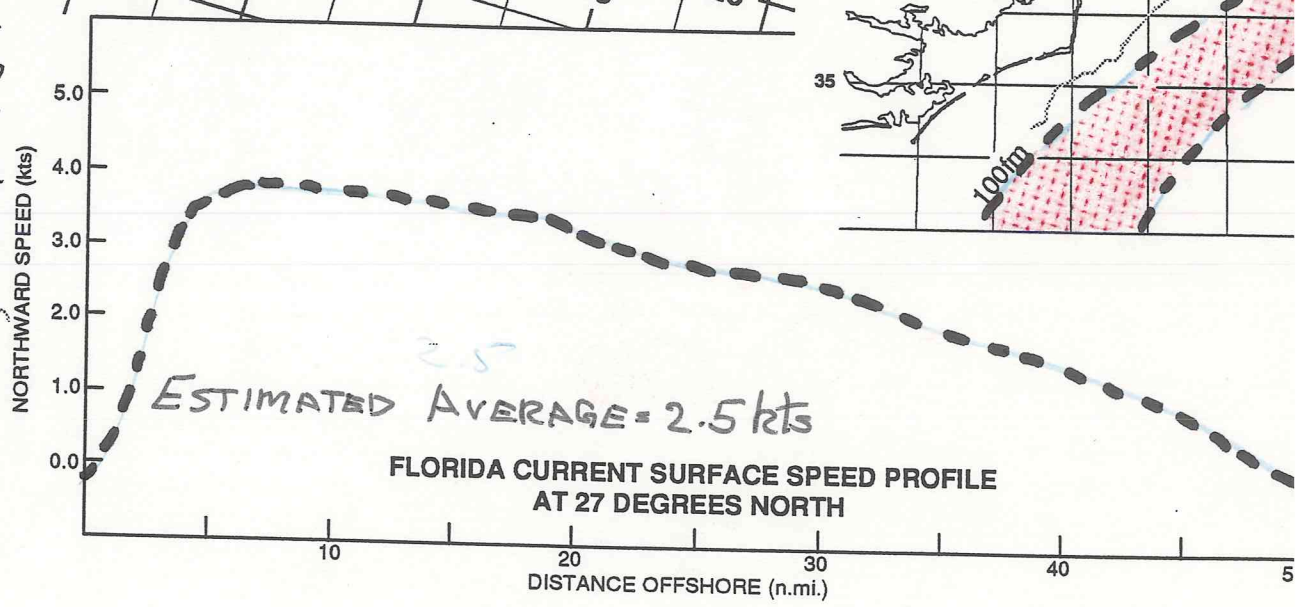 35
100fm
5.0
4.0
3.0
2.0
1.0
0.0
NORTHWARD SPEED (kts)
2.5
ESTIMATED AVERAGE = 2.5 kts
FLORIDA CURRENT SURFACE SPEED PROFILE
AT 27 DEGREES NORTH
10
20
30
40
5
DISTANCE OFFSHORE (n.mi.)